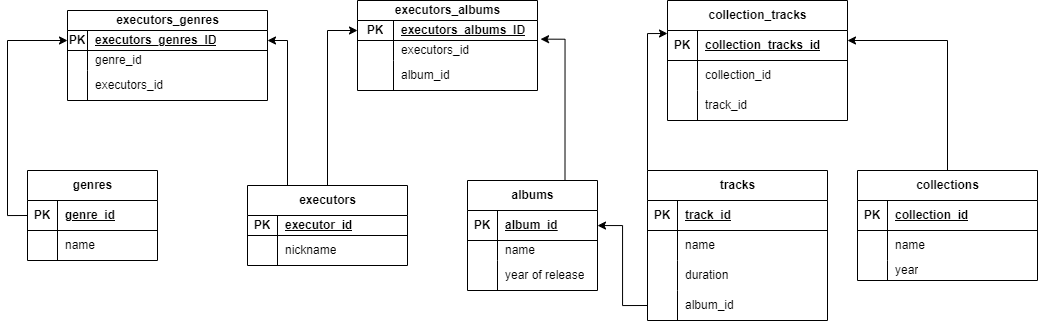 executors_genres
PK executors_genres_ID
genre_id
executors_id
executors_albums
PK executors_albums_ID
executors_id
album_id
collection_tracks
PK collection_tracks_id
collection_id
track_id
genres
PK genre_id
name
executors
PK executor_id
nickname
albums
PK album_id
name
year of release
tracks
PK track_id
name
duration
album_id
collections
PK collection_id
name
year